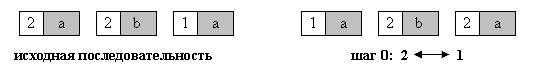 2 a 2 b 1 a 1 a 2 b 2 a
исходная последовательность шаг 0: 2 ↔ 1